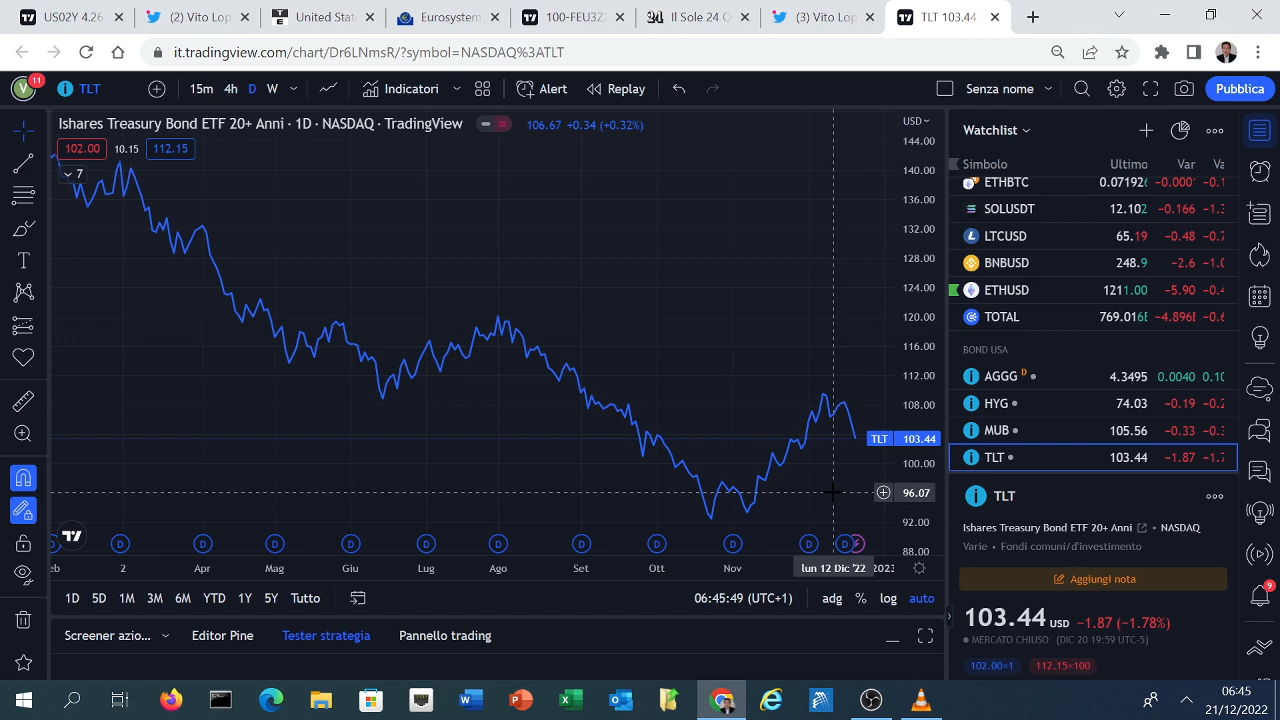 US02 4.26
(2) Vito Lop
United Stat
Eurosystem
100-FEU3Z
Il Sole 24 O
(3) Vito Lop
TLT 103.44
it.tradingview.com/chart/Dr6LNmsR/?symbol=NASDAQ%3ATLT
V 11 TLT 15m 4h D W Indicatori Alert Replay Senza nome Pubblica
Ishares Treasury Bond ETF 20+ Anni · 1D · NASDAQ · TradingView 106.67 +0.34 (+0.32%)
102.00 10.15 112.15
7
USD
144.00
140.00
136.00
132.00
128.00
124.00
120.00
116.00
112.00
108.00
TLT 103.44
100.00
96.07
92.00
88.00
D D D D D D D D D D
eb 2 Apr Mag Giu Lug Ago Set Ott Nov lun 12 Dic '22 2023
1D 5D 1M 3M 6M YTD 1Y 5Y Tutto 06:45:49 (UTC+1) adg % log auto
Screener azio... Editor Pine Tester strategia Pannello trading
Watchlist
Simbolo Ultimo Var
ETHBTC 0.07192
SOLUSDT 12.102 −0.166
LTCUSD 65.19 −0.48
BNBUSD 248.9 −2.6
ETHUSD 1211.00 −5.90
TOTAL 769.01
BOND USA
AGGG D 4.3495 0.0040
HYG 74.03 −0.19
MUB 105.56 −0.33
TLT 103.44 −1.87
TLT
Ishares Treasury Bond ETF 20+ Anni • NASDAQ
Varie • Fondi comuni/d'investimento
Aggiungi nota
103.44 USD −1.87 (−1.78%)
MERCATO CHIUSO (DIC 20 19:59 UTC-5)
102.00×1 112.15×100
9
06:45
21/12/2022